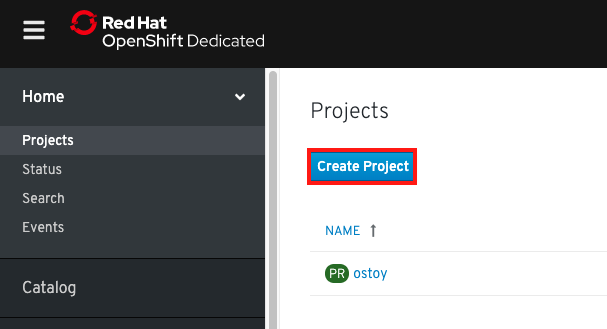 Red Hat
OpenShift Dedicated
Home
Projects
Status
Search
Events
Catalog
Projects
Create Project
NAME ↑
PR ostoy